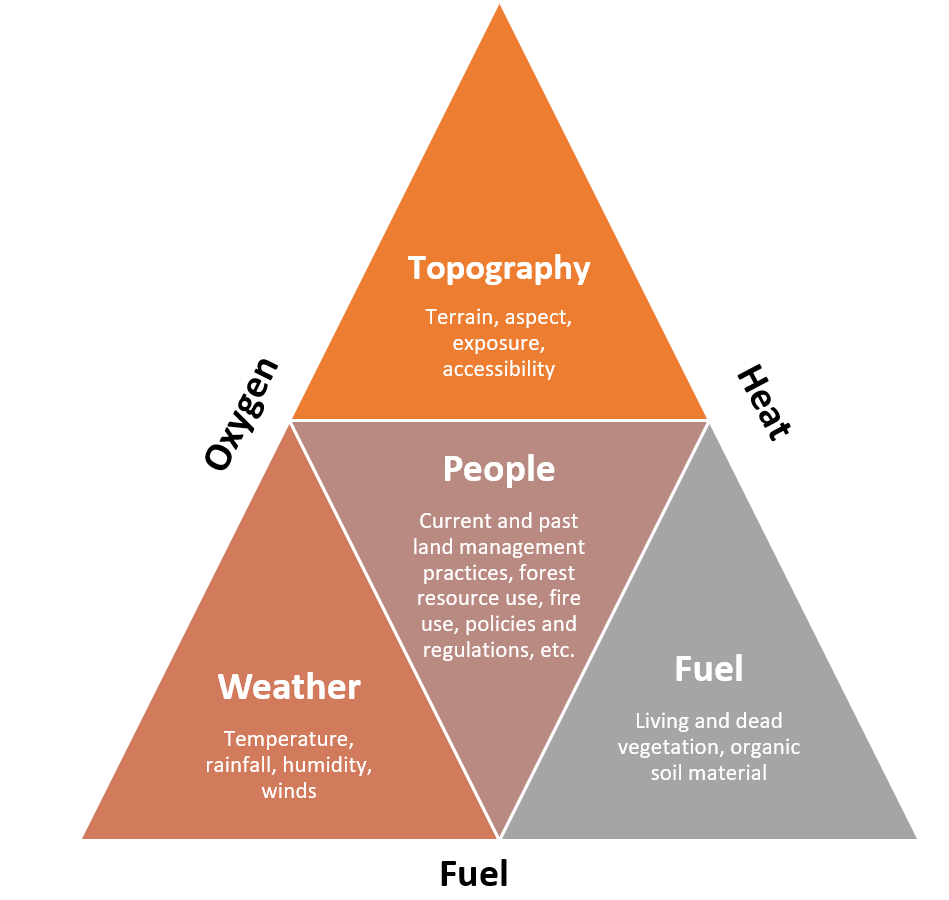 Topography
Terrain, aspect,
exposure,
accessibility
Oxygen
Heat
People
Current and past
land management
practices, forest
resource use, fire
use, policies and
regulations, etc.
Weather
Temperature,
rainfall, humidity,
winds
Fuel
Living and dead
vegetation, organic
soil material
Fuel